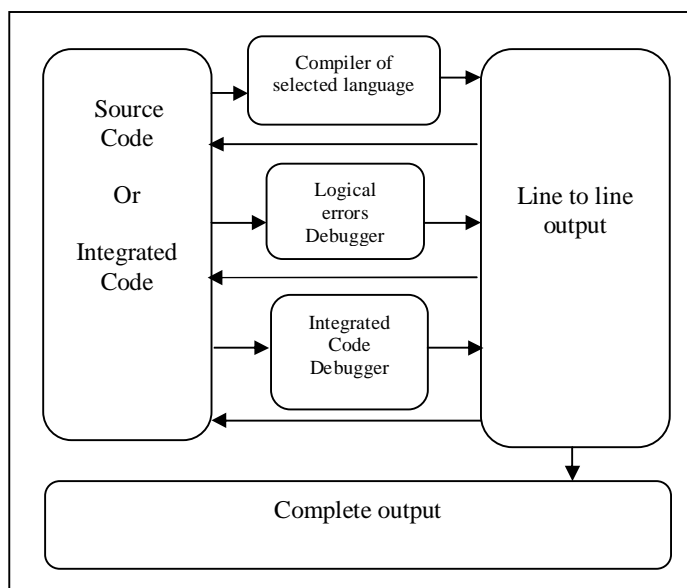 Source
Code
Or
Integrated
Code
Compiler of
selected language
Logical
errors
Debugger
Integrated
Code
Debugger
Line to line
output
Complete output